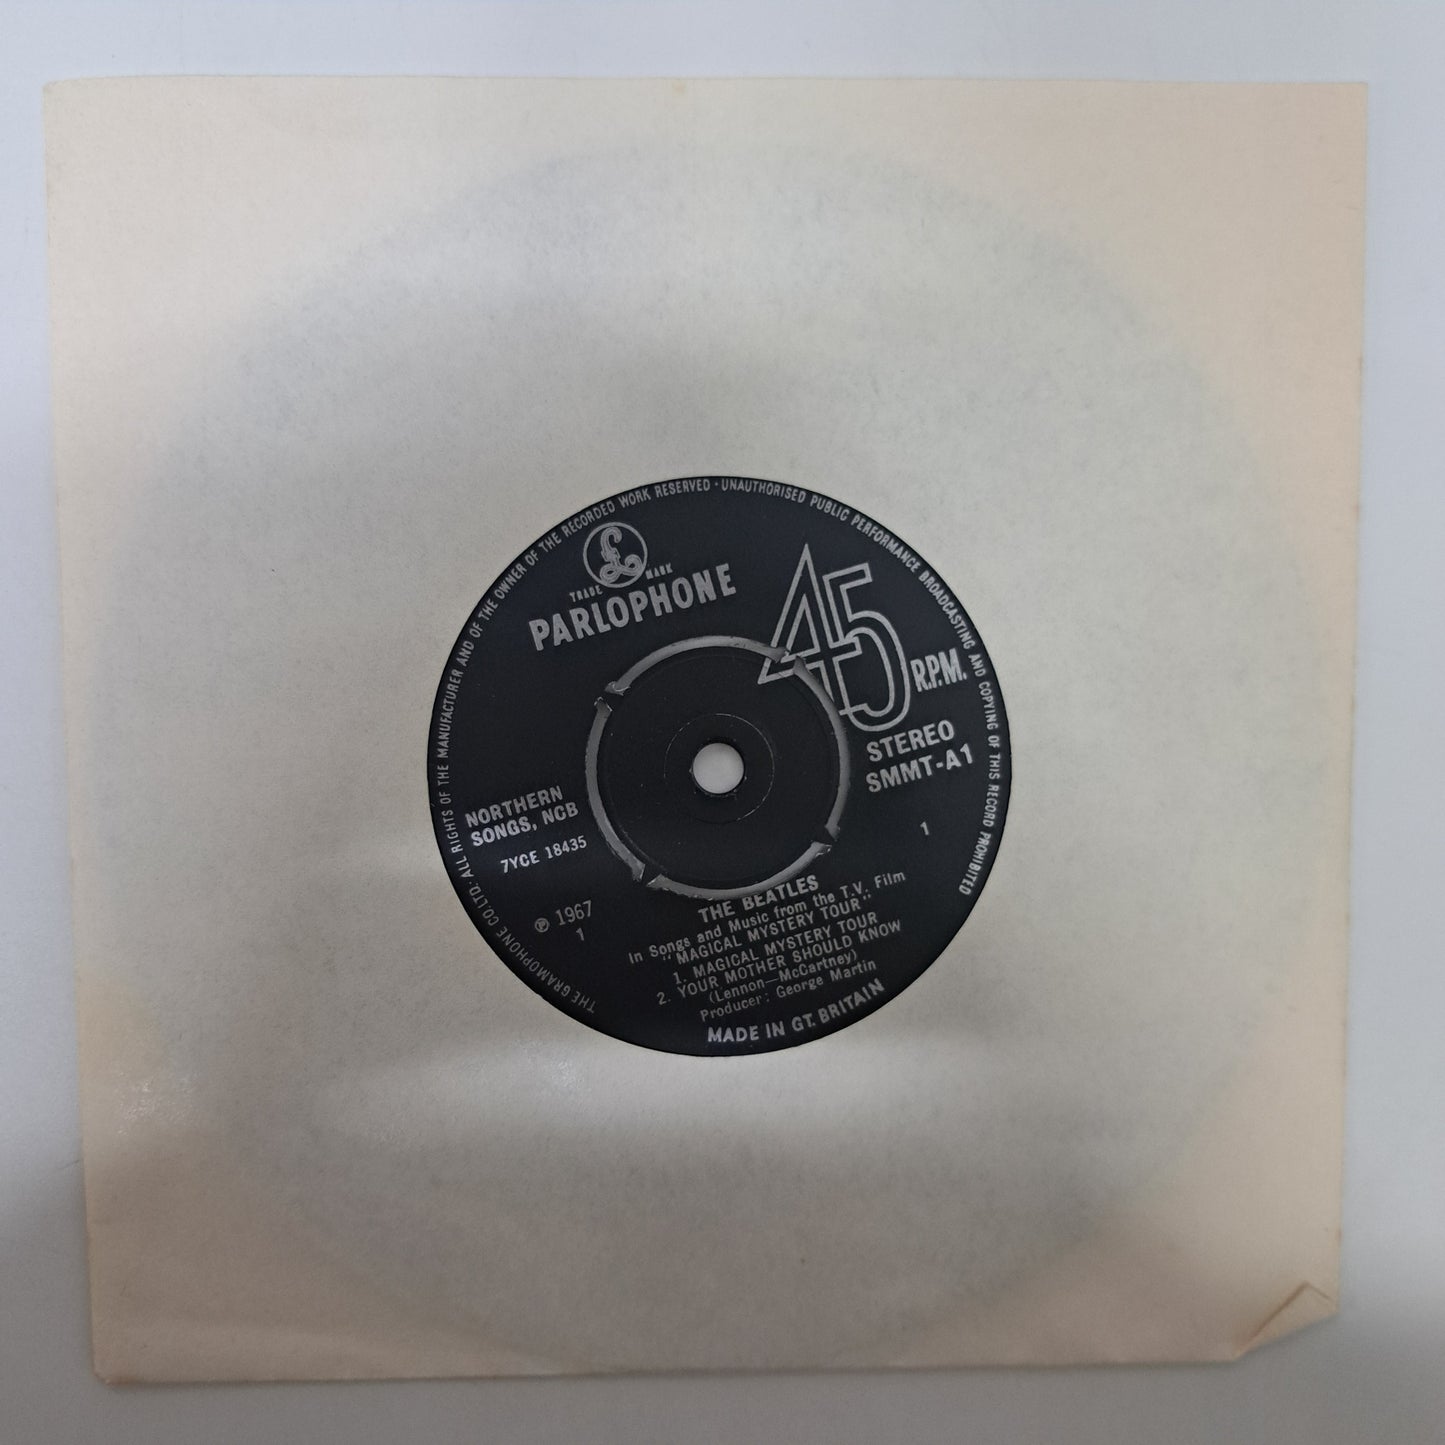 THE GRAMOPHONE CO.LTD. ALL RIGHTS OF THE MANUFACTURER AND OF THE OWNER OF THE RECORDED WORK RESERVED · UNAUTHORISED PUBLIC PERFORMANCE BROADCASTING AND COPYING OF THIS RECORD PROHIBITED
£
TRADE MARK
PARLOPHONE
45
R.P.M.
STEREO
SMMT-A1
1
NORTHERN
SONGS, NCB
7YCE 18435
℗ 1967
1
THE BEATLES
In Songs and Music from the T.V. Film
"MAGICAL MYSTERY TOUR"
1. MAGICAL MYSTERY TOUR
2. YOUR MOTHER SHOULD KNOW
(Lennon—McCartney)
Producer: George Martin
MADE IN GT. BRITAIN